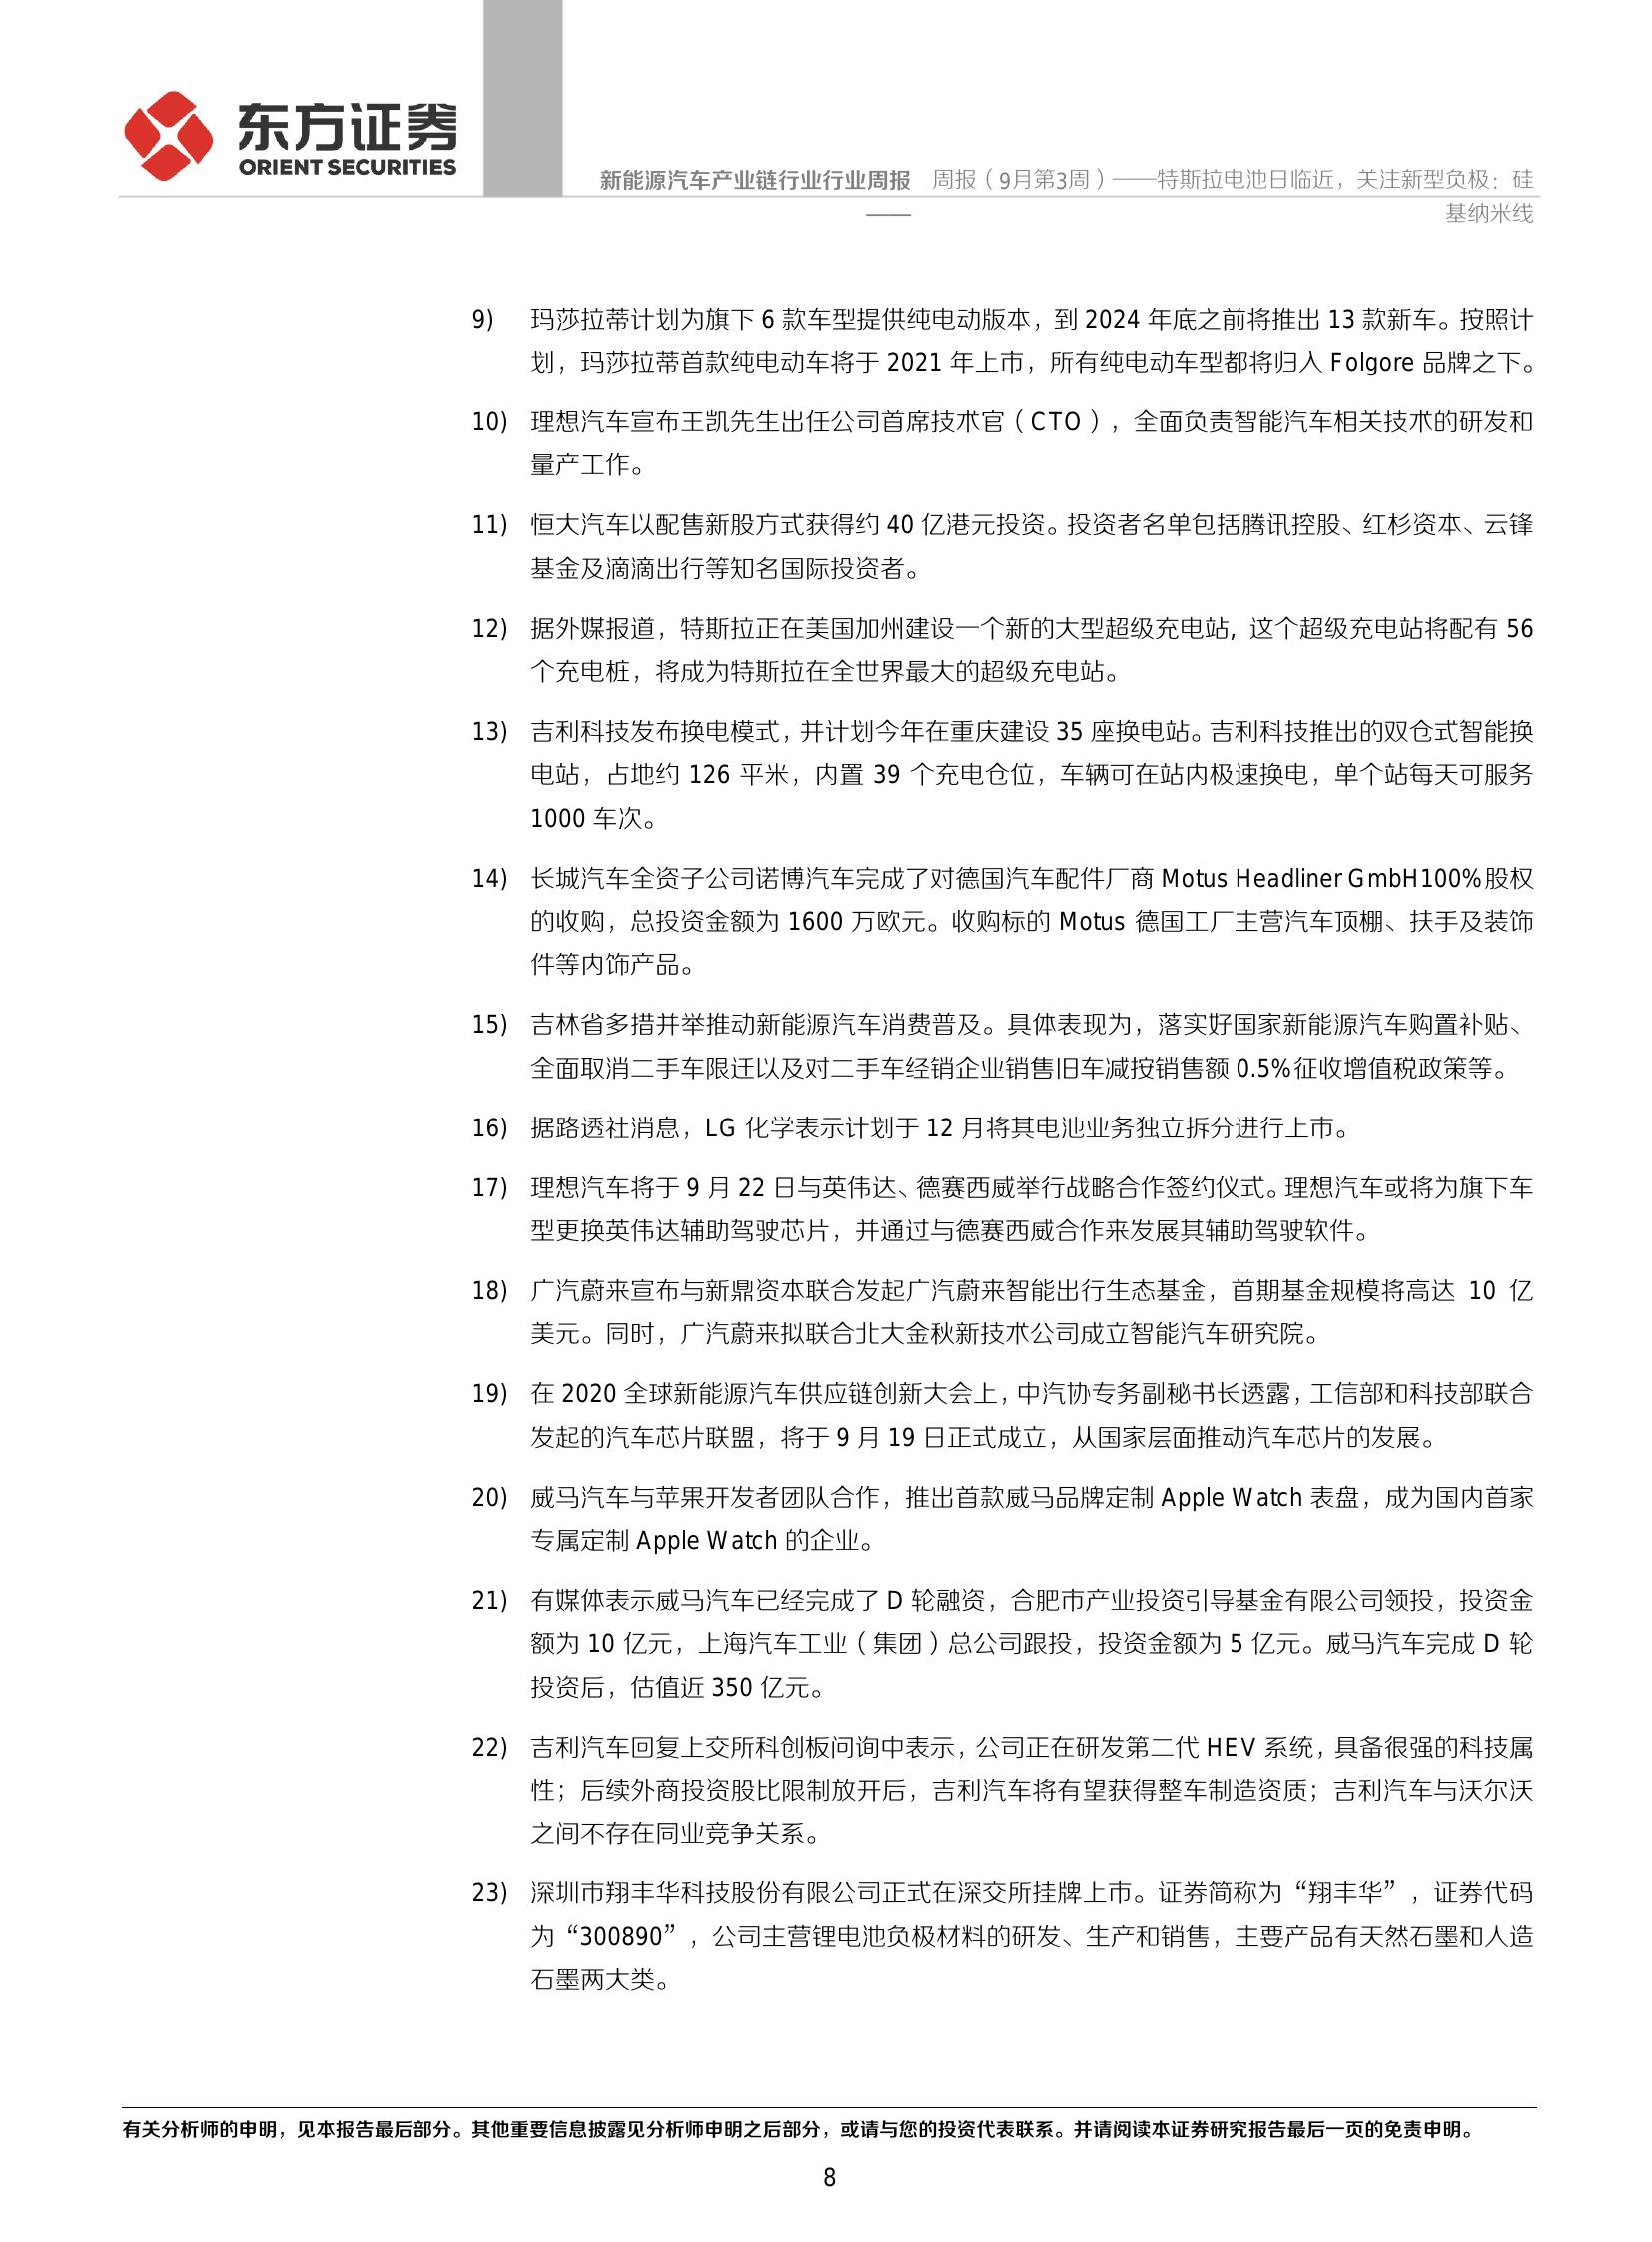 东方证券
ORIENT SECURITIES
新能源汽车产业链行业行业周报 周报（9月第3周）——特斯拉电池日临近，关注新型负极：硅
—— 基纳米线
9) 玛莎拉蒂计划为旗下 6 款车型提供纯电动版本，到 2024 年底之前将推出 13 款新车。按照计
划，玛莎拉蒂首款纯电动车将于 2021 年上市，所有纯电动车型都将归入 Folgore 品牌之下。
10) 理想汽车宣布王凯先生出任公司首席技术官（CTO），全面负责智能汽车相关技术的研发和
量产工作。
11) 恒大汽车以配售新股方式获得约 40 亿港元投资。投资者名单包括腾讯控股、红杉资本、云锋
基金及滴滴出行等知名国际投资者。
12) 据外媒报道，特斯拉正在美国加州建设一个新的大型超级充电站，这个超级充电站将配有 56
个充电桩，将成为特斯拉在全世界最大的超级充电站。
13) 吉利科技发布换电模式，并计划今年在重庆建设 35 座换电站。吉利科技推出的双仓式智能换
电站，占地约 126 平米，内置 39 个充电仓位，车辆可在站内极速换电，单个站每天可服务
1000 车次。
14) 长城汽车全资子公司诺博汽车完成了对德国汽车配件厂商 Motus Headliner GmbH100%股权
的收购，总投资金额为 1600 万欧元。收购标的 Motus 德国工厂主营汽车顶棚、扶手及装饰
件等内饰产品。
15) 吉林省多措并举推动新能源汽车消费普及。具体表现为，落实好国家新能源汽车购置补贴、
全面取消二手车限迁以及对二手车经销企业销售旧车减按销售额 0.5%征收增值税政策等。
16) 据路透社消息，LG 化学表示计划于 12 月将其电池业务独立拆分进行上市。
17) 理想汽车将于 9 月 22 日与英伟达、德赛西威举行战略合作签约仪式。理想汽车或将为旗下车
型更换英伟达辅助驾驶芯片，并通过与德赛西威合作来发展其辅助驾驶软件。
18) 广汽蔚来宣布与新鼎资本联合发起广汽蔚来智能出行生态基金，首期基金规模将高达 10 亿
美元。同时，广汽蔚来拟联合北大金秋新技术公司成立智能汽车研究院。
19) 在 2020 全球新能源汽车供应链创新大会上，中汽协专务副秘书长透露，工信部和科技部联合
发起的汽车芯片联盟，将于 9 月 19 日正式成立，从国家层面推动汽车芯片的发展。
20) 威马汽车与苹果开发者团队合作，推出首款威马品牌定制 Apple Watch 表盘，成为国内首家
专属定制 Apple Watch 的企业。
21) 有媒体表示威马汽车已经完成了 D 轮融资，合肥市产业投资引导基金有限公司领投，投资金
额为 10 亿元，上海汽车工业（集团）总公司跟投，投资金额为 5 亿元。威马汽车完成 D 轮
投资后，估值近 350 亿元。
22) 吉利汽车回复上交所科创板问询中表示，公司正在研发第二代 HEV 系统，具备很强的科技属
性；后续外商投资股比限制放开后，吉利汽车将有望获得整车制造资质；吉利汽车与沃尔沃
之间不存在同业竞争关系。
23) 深圳市翔丰华科技股份有限公司正式在深交所挂牌上市。证券简称为“翔丰华”，证券代码
为“300890”，公司主营锂电池负极材料的研发、生产和销售，主要产品有天然石墨和人造
石墨两大类。
有关分析师的申明，见本报告最后部分。其他重要信息披露见分析师申明之后部分，或请与您的投资代表联系。并请阅读本证券研究报告最后一页的免责申明。
8